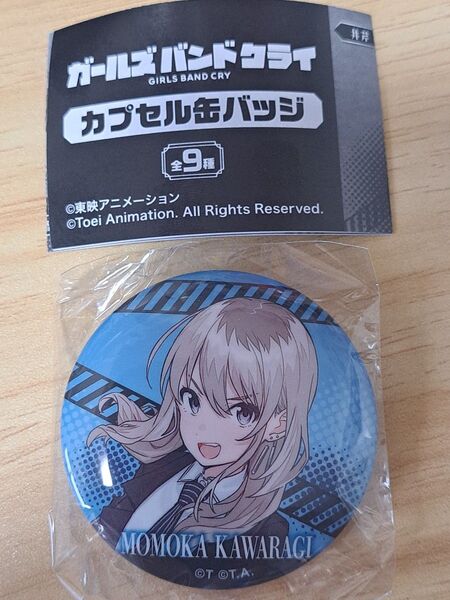 ガールズバンドクライ
GIRLS BAND CRY
カプセル缶バッジ
全9種
©東映アニメーション
©Toei Animation. All Rights Reserved.
MOMOKA KAWARAGI
©T ©T.A.